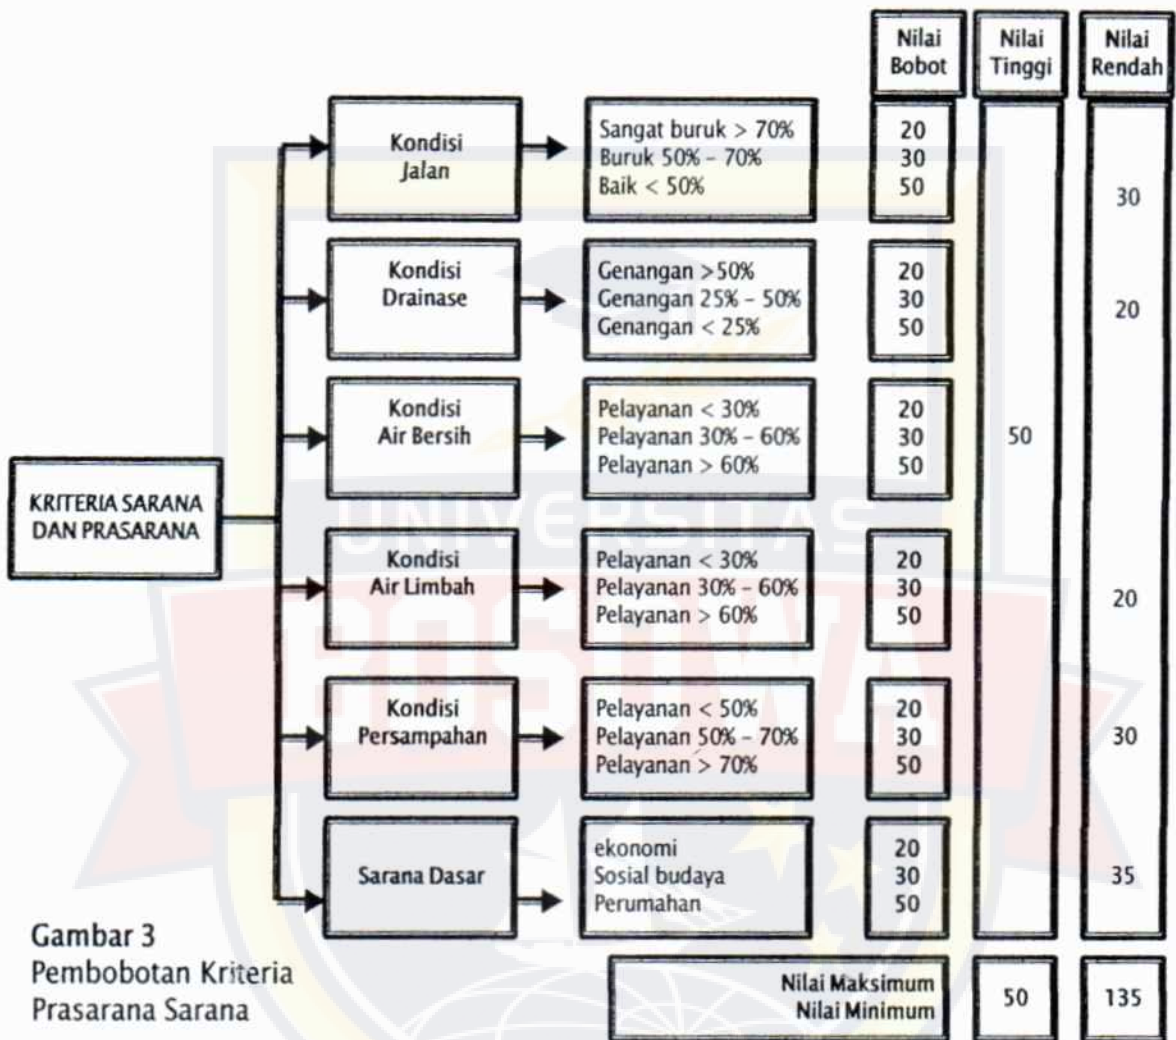 Nilai
Bobot
Nilai
Tinggi
Nilai
Rendah
KRITERIA SARANA
DAN PRASARANA
Kondisi
Jalan
Sangat buruk > 70%
Buruk 50% – 70%
Baik < 50%
20
30
50
30
Kondisi
Drainase
Genangan >50%
Genangan 25% – 50%
Genangan < 25%
20
30
50
20
Kondisi
Air Bersih
Pelayanan < 30%
Pelayanan 30% – 60%
Pelayanan > 60%
20
30
50
50
Kondisi
Air Limbah
Pelayanan < 30%
Pelayanan 30% – 60%
Pelayanan > 60%
20
30
50
20
Kondisi
Persampahan
Pelayanan < 50%
Pelayanan 50% – 70%
Pelayanan > 70%
20
30
50
30
Sarana Dasar
ekonomi
Sosial budaya
Perumahan
20
30
50
35
Nilai Maksimum
Nilai Minimum
50
135
Gambar 3
Pembobotan Kriteria
Prasarana Sarana
UNIVERSITAS
BOSOWA